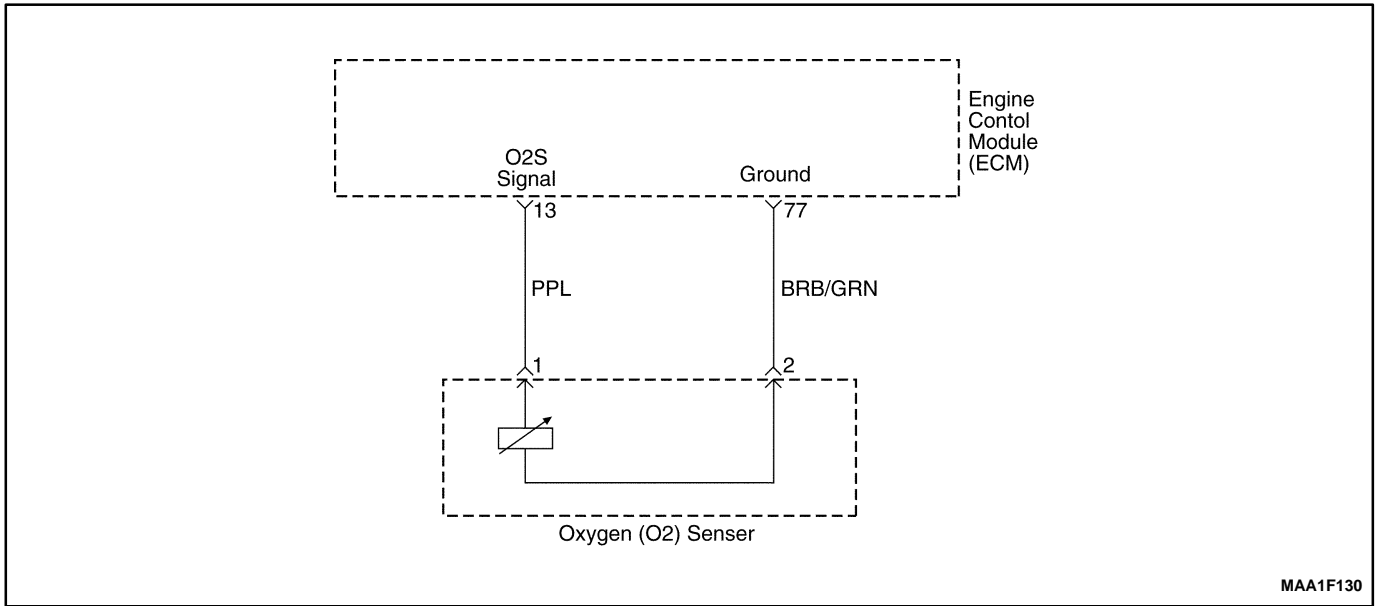 Engine
Contol
Module
(ECM)
O2S
Signal
Ground
13
77
PPL
BRB/GRN
1
2
Oxygen (O2) Senser
MAA1F130